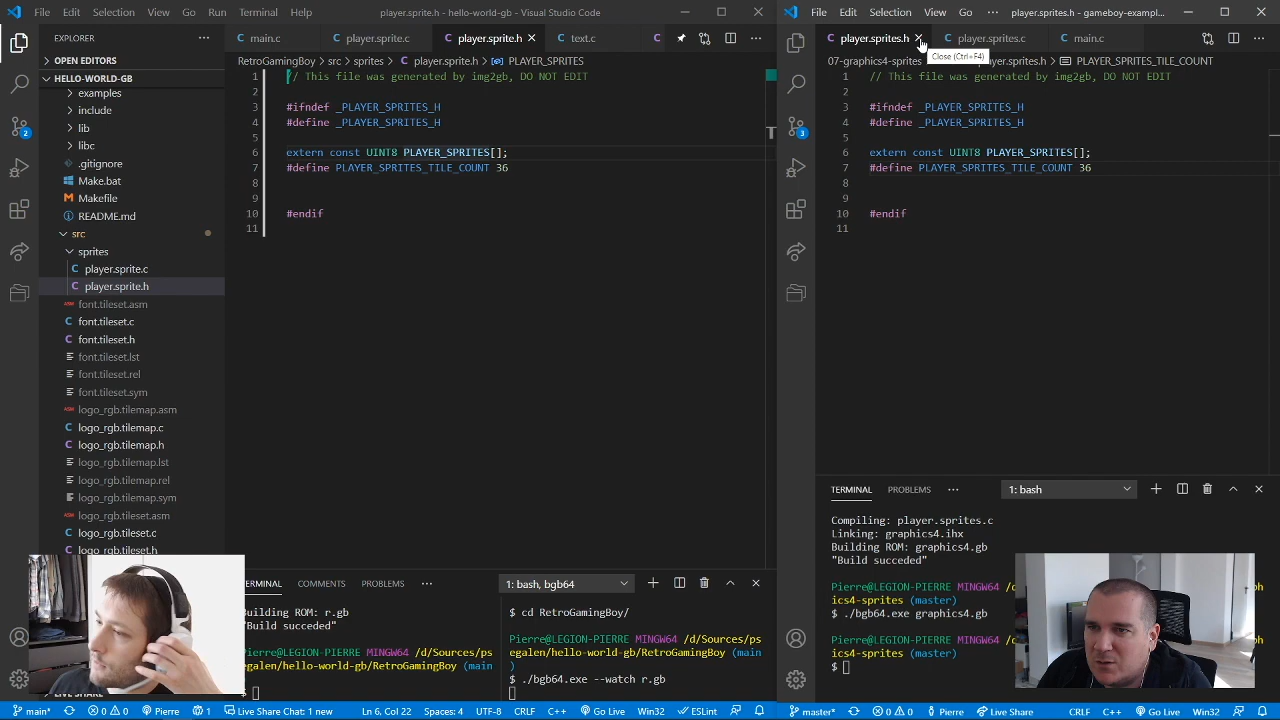 File Edit Selection View Go Run Terminal Help
player.sprite.h - hello-world-gb - Visual Studio Code
EXPLORER
OPEN EDITORS
HELLO-WORLD-GB
examples
include
lib
libc
.gitignore
Make.bat
Makefile
README.md
src
sprites
player.sprite.c
player.sprite.h
font.tileset.asm
font.tileset.c
font.tileset.h
font.tileset.lst
font.tileset.rel
font.tileset.sym
logo_rgb.tilemap.asm
logo_rgb.tilemap.c
logo_rgb.tilemap.h
logo_rgb.tilemap.lst
logo_rgb.tilemap.rel
logo_rgb.tilemap.sym
logo_rgb.tileset.asm
logo_rgb.tileset.c
logo_rgb.tileset.h
LIVE SHARE
2
main.c player.sprite.c player.sprite.h text.c
ngBoy > src > sprites > player.sprite.h > PLAYER_SPRITES
1 // This file was generated by img2gb, DO NOT EDIT
2
3 #ifndef _PLAYER_SPRITES_H
4 #define _PLAYER_SPRITES_H
5
6 extern const UINT8 PLAYER_SPRITES[];
7 #define PLAYER_SPRITES_TILE_COUNT 36
8
9
10 #endif
11
TERMINAL COMMENTS PROBLEMS 1: bash, bgb64
Building ROM: r.gb
"Build succeded"
Pierre@LEGION-PIERRE MINGW64 /d/Sources/ps
egalen/hello-world-gb/RetroGamingBoy (main
)
$ cd RetroGamingBoy/
Pierre@LEGION-PIERRE MINGW64 /d/Sources/ps
egalen/hello-world-gb/RetroGamingBoy (main
)
$ ./bgb64.exe --watch r.gb
main* 0 0 Pierre 1 Live Share Chat: 1 new Ln 6, Col 22 Spaces: 4 UTF-8 CRLF C++ Go Live Win32 ESLint
File Edit Selection View Go
player.sprites.h - gameboy-exampl...
3
player.sprites.h player.sprites.c main.c
Close (Ctrl+F4)
07-graphics4-sprites player.sprites.h > PLAYER_SPRITES_TILE_COUNT
1 // This file was generated by img2gb, DO NOT EDIT
2
3 #ifndef _PLAYER_SPRITES_H
4 #define _PLAYER_SPRITES_H
5
6 extern const UINT8 PLAYER_SPRITES[];
7 #define PLAYER_SPRITES_TILE_COUNT 36
8
9
10 #endif
11
TERMINAL PROBLEMS 1: bash
Compiling: player.sprites.c
Linking: graphics4.ihx
Building ROM: graphics4.gb
"Build succeded"
Pierre@LEGION-PIERRE MINGW64
hics4-sprites (master)
$ ./bgb64.exe graphics4.gb
Pierre@LEGION-PIERRE MINGW64
hics4-sprites (master)
$
master* 0 0 Pierre Live Share CRLF C++ Go Live Win32